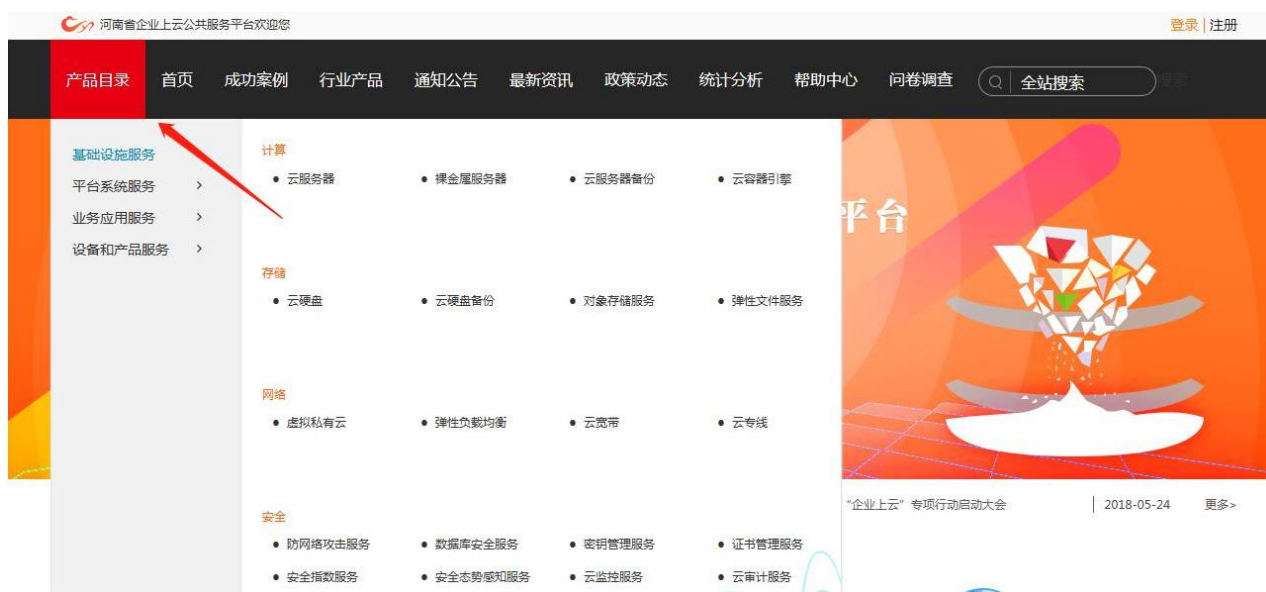 河南省企业上云公共服务平台欢迎您
登录 | 注册
产品目录 首页 成功案例 行业产品 通知公告 最新资讯 政策动态 统计分析 帮助中心 问卷调查 全站搜索 搜索
基础设施服务
平台系统服务 >
业务应用服务 >
设备和产品服务 >
计算
● 云服务器 ● 裸金属服务器 ● 云服务器备份 ● 云容器引擎
存储
● 云硬盘 ● 云硬盘备份 ● 对象存储服务 ● 弹性文件服务
网络
● 虚拟私有云 ● 弹性负载均衡 ● 云宽带 ● 云专线
安全
● 防网络攻击服务 ● 数据库安全服务 ● 密钥管理服务 ● 证书管理服务
● 安全指数服务 ● 安全态势感知服务 ● 云监控服务 ● 云审计服务
平台
“企业上云”专项行动启动大会 | 2018-05-24 更多>